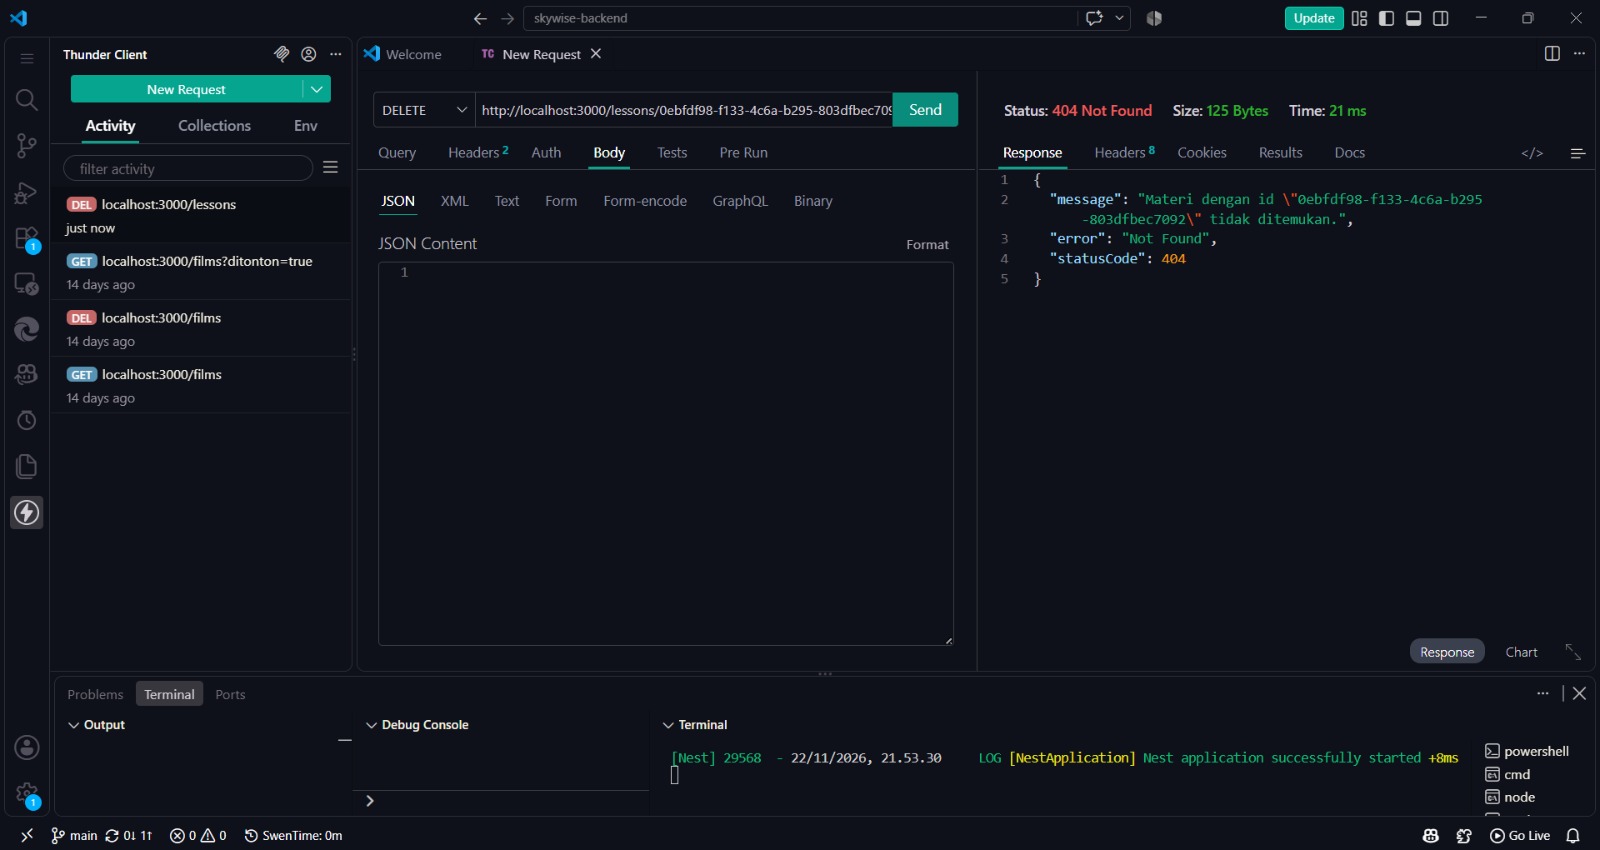 skywise-backend
Update
Thunder Client
New Request
Activity Collections Env
filter activity
DEL localhost:3000/lessons
just now
GET localhost:3000/films?ditonton=true
14 days ago
DEL localhost:3000/films
14 days ago
GET localhost:3000/films
14 days ago
1
1
Welcome
TC New Request
DELETE http://localhost:3000/lessons/0ebfdf98-f133-4c6a-b295-803dfbec709 Send
Query Headers 2 Auth Body Tests Pre Run
JSON XML Text Form Form-encode GraphQL Binary
JSON Content Format
1
Status: 404 Not Found Size: 125 Bytes Time: 21 ms
Response Headers 8 Cookies Results Docs </>
1 {
2 "message": "Materi dengan id \"0ebfdf98-f133-4c6a-b295
-803dfbec7092\" tidak ditemukan.",
3 "error": "Not Found",
4 "statusCode": 404
5 }
Response Chart
Problems Terminal Ports
Output
Debug Console
Terminal
[Nest] 29568 - 22/11/2026, 21.53.30 LOG [NestApplication] Nest application successfully started +8ms
powershell
cmd
node
main 0↓ 1↑ 0 0 SwenTime: 0m Go Live